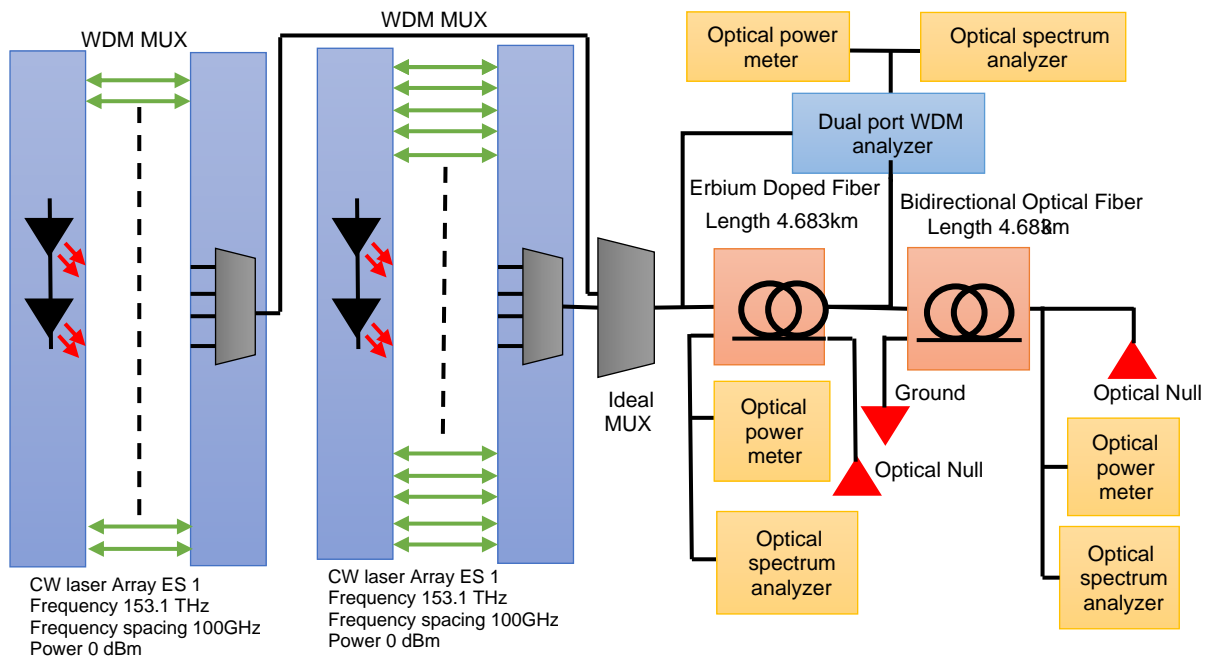 WDM MUX
WDM MUX
Optical power
meter
Optical spectrum
analyzer
Dual port WDM
analyzer
Erbium Doped Fiber
Length 4.683km
Bidirectional Optical Fiber
Length 4.683km
Ideal
MUX
Optical
power
meter
Ground
Optical Null
Optical Null
Optical
power
meter
Optical
spectrum
analyzer
Optical
spectrum
analyzer
CW laser Array ES 1
Frequency 153.1 THz
Frequency spacing 100GHz
Power 0 dBm
CW laser Array ES 1
Frequency 153.1 THz
Frequency spacing 100GHz
Power 0 dBm